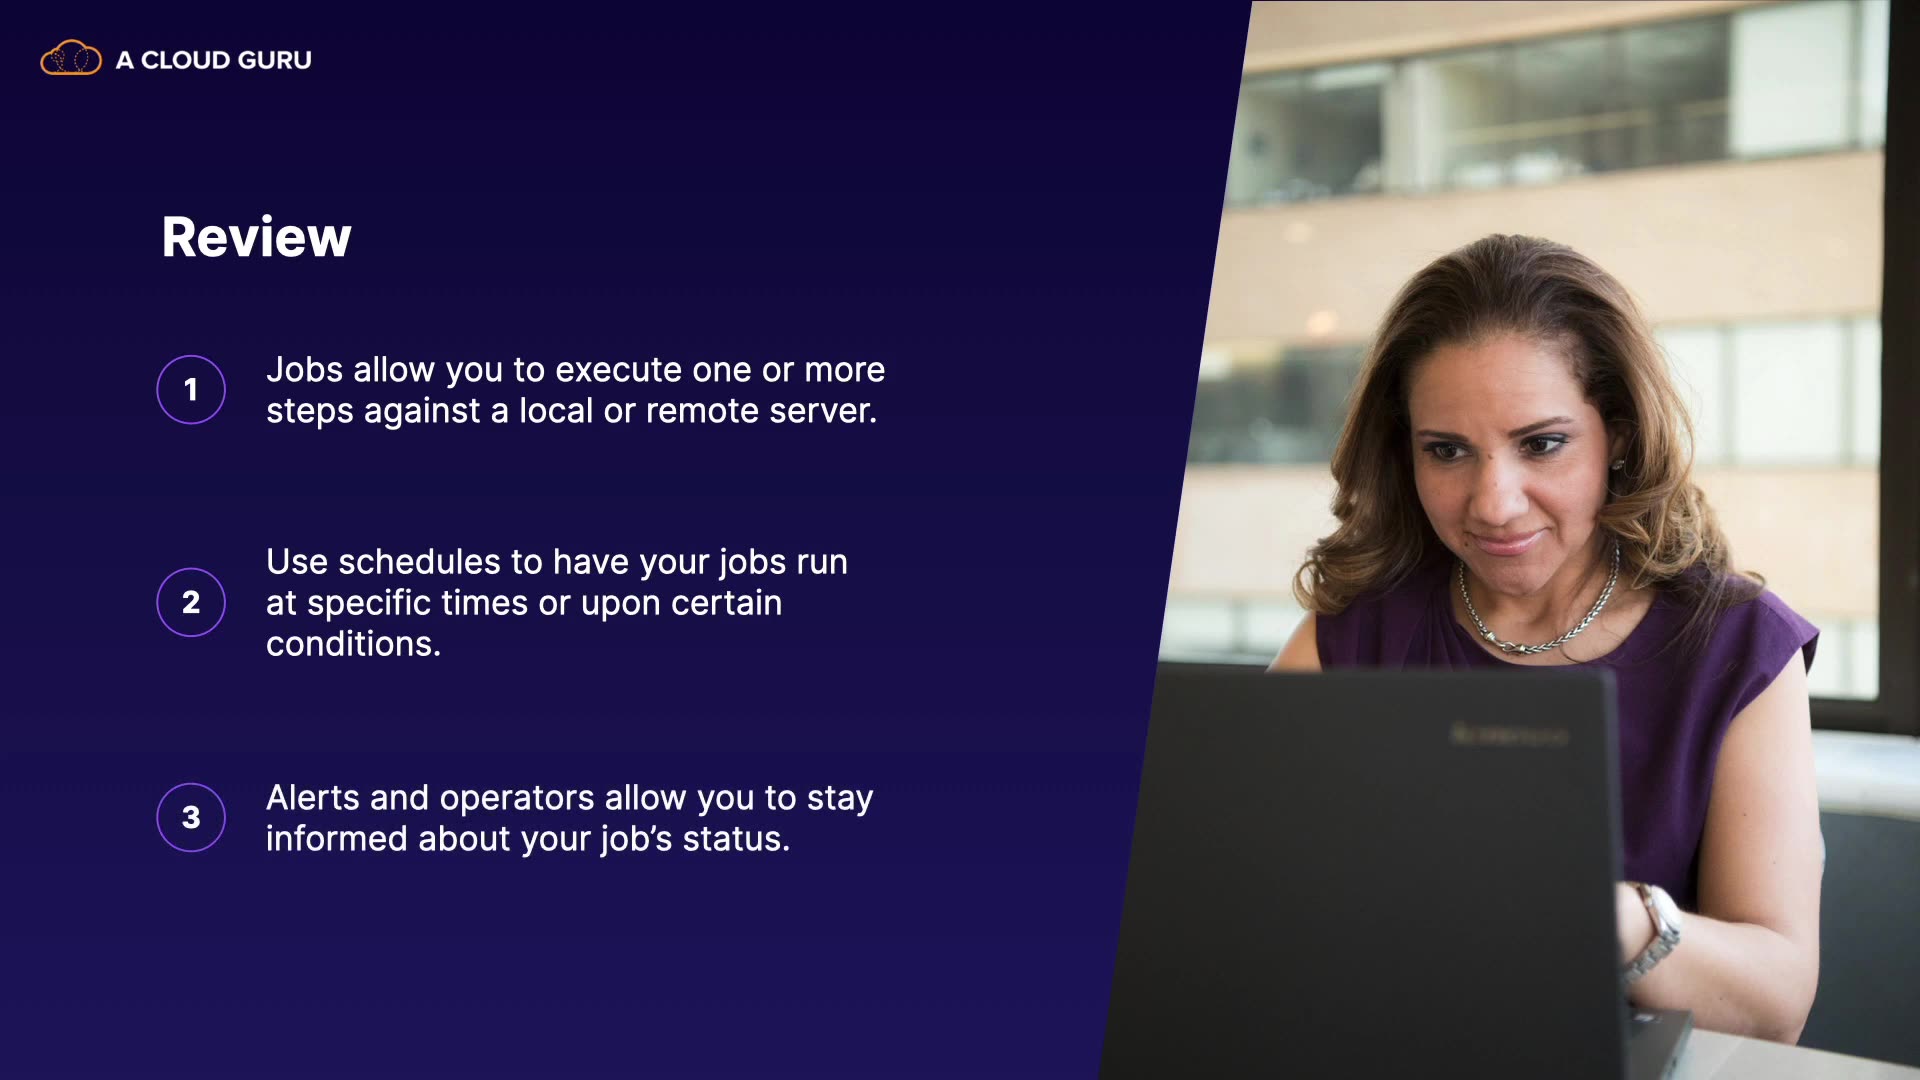 A CLOUD GURU
Review
1
Jobs allow you to execute one or more
steps against a local or remote server.
2
Use schedules to have your jobs run
at specific times or upon certain
conditions.
3
Alerts and operators allow you to stay
informed about your job’s status.